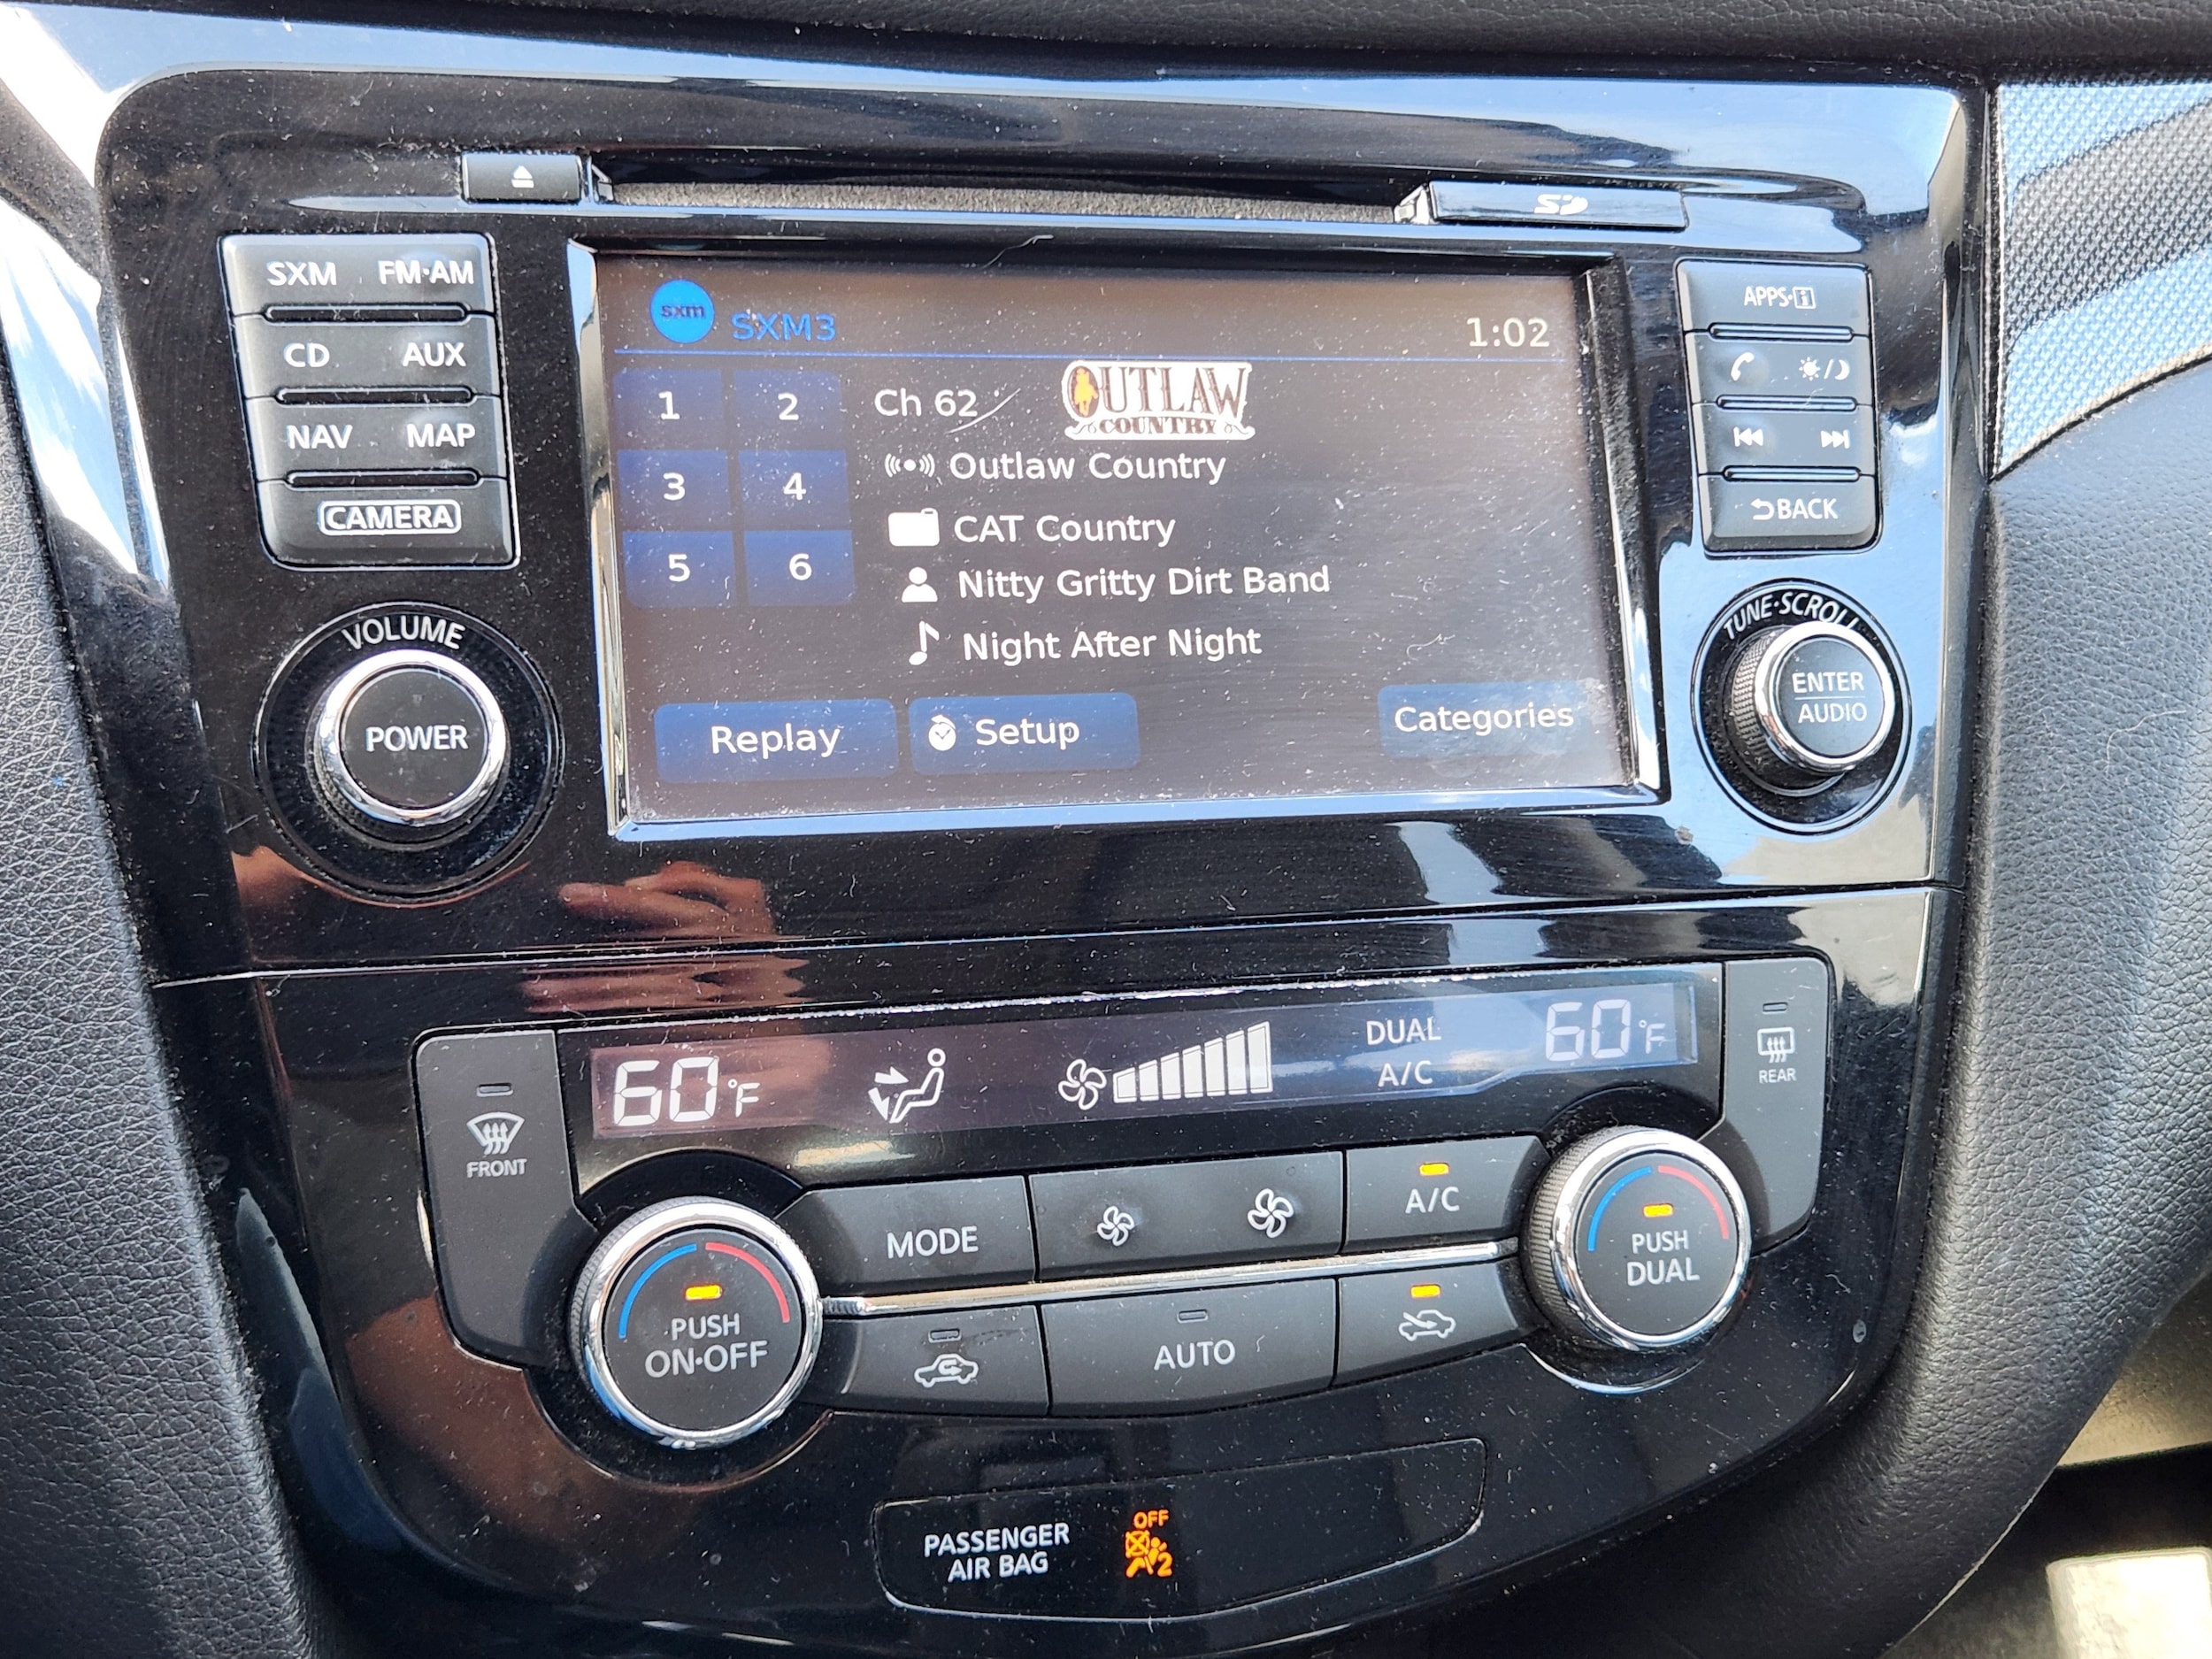 SD
SXM FM·AM
CD AUX
NAV MAP
CAMERA
VOLUME
POWER
sxm SXM3 1:02
1 2
3 4
5 6
Ch 62
OUTLAW
COUNTRY
Outlaw Country
CAT Country
Nitty Gritty Dirt Band
Night After Night
Replay
Setup
Categories
APPS·i
BACK
TUNE·SCROLL
ENTER
AUDIO
60°F
DUAL
A/C
60°F
FRONT
REAR
MODE
A/C
PUSH
ON·OFF
AUTO
PUSH
DUAL
PASSENGER
AIR BAG
OFF
2